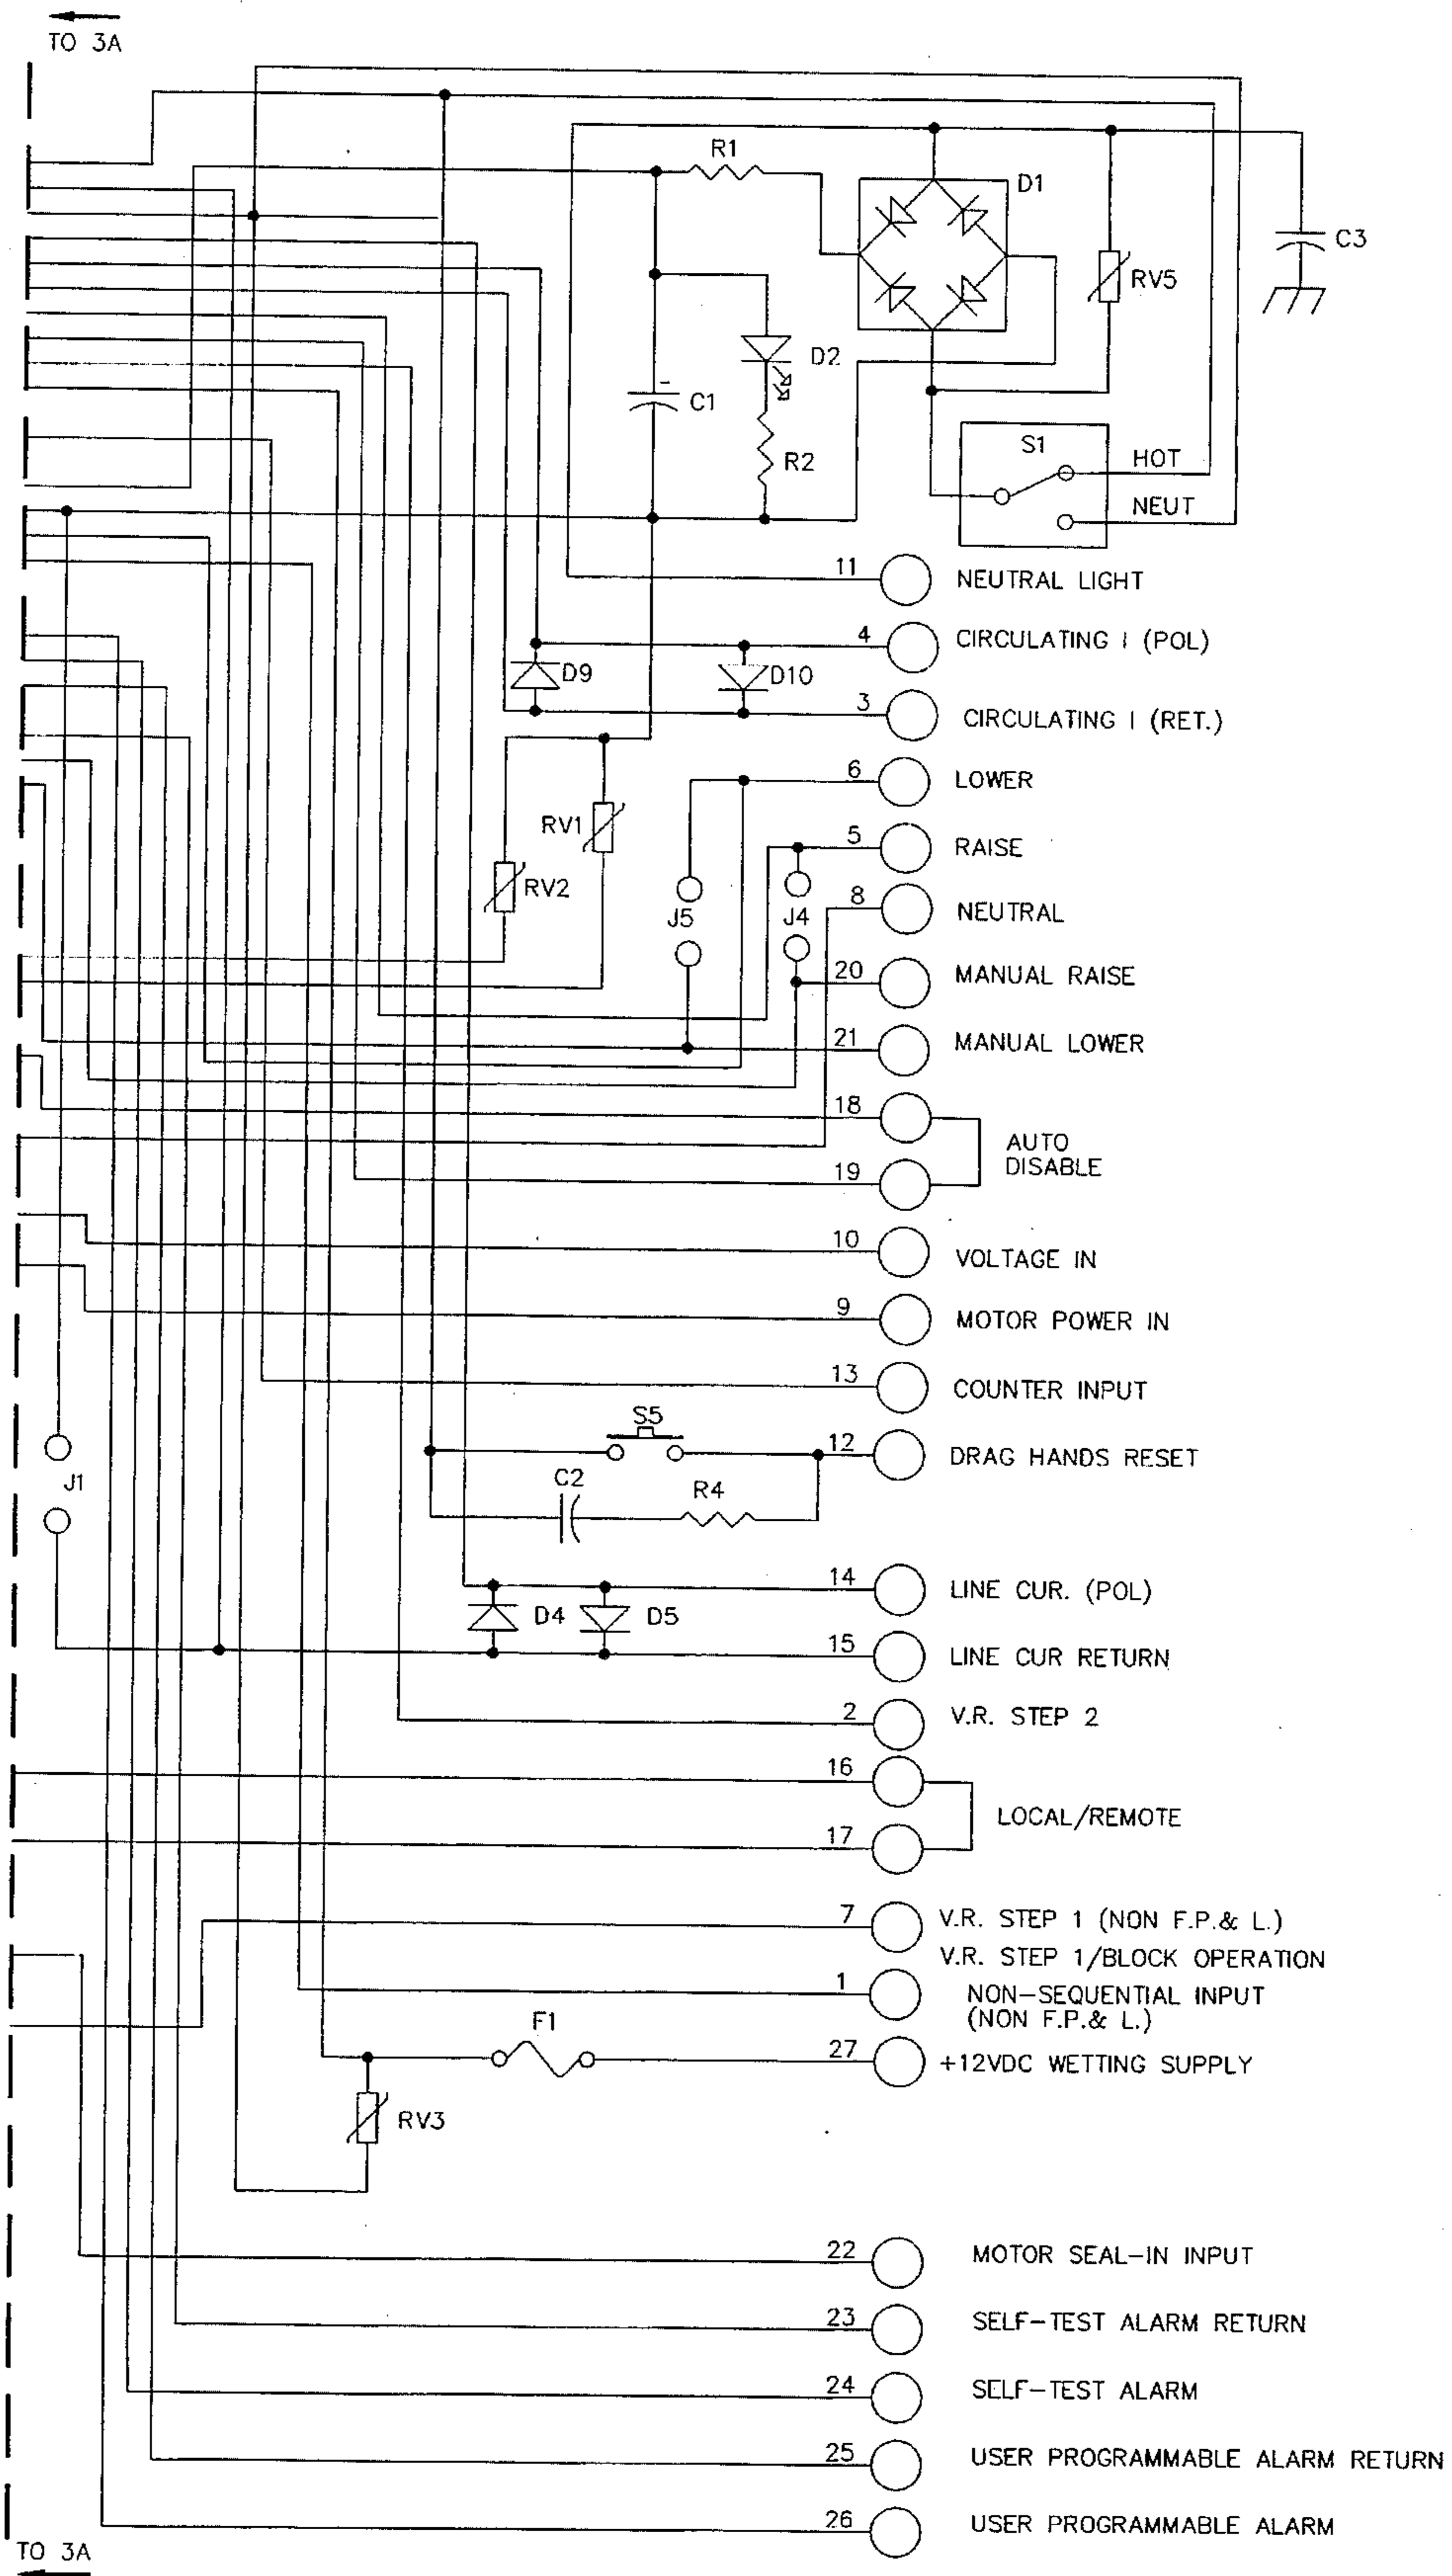 TO 3A
R1
D1
C3
RV5
D2
-
C1
S1
HOT
R2
NEUT
11 NEUTRAL LIGHT
4 CIRCULATING I (POL)
D9
D10
3 CIRCULATING I (RET.)
6 LOWER
RV1
5 RAISE
RV2
J5
J4
8 NEUTRAL
20 MANUAL RAISE
21 MANUAL LOWER
18
AUTO
DISABLE
19
10 VOLTAGE IN
9 MOTOR POWER IN
13 COUNTER INPUT
S5
12 DRAG HANDS RESET
J1
C2
R4
14 LINE CUR. (POL)
D4
D5
15 LINE CUR RETURN
2 V.R. STEP 2
16
LOCAL/REMOTE
17
7 V.R. STEP 1 (NON F.P.& L.)
V.R. STEP 1/BLOCK OPERATION
1 NON-SEQUENTIAL INPUT
(NON F.P.& L.)
F1
27 +12VDC WETTING SUPPLY
RV3
22 MOTOR SEAL-IN INPUT
23 SELF-TEST ALARM RETURN
24 SELF-TEST ALARM
25 USER PROGRAMMABLE ALARM RETURN
26 USER PROGRAMMABLE ALARM
TO 3A